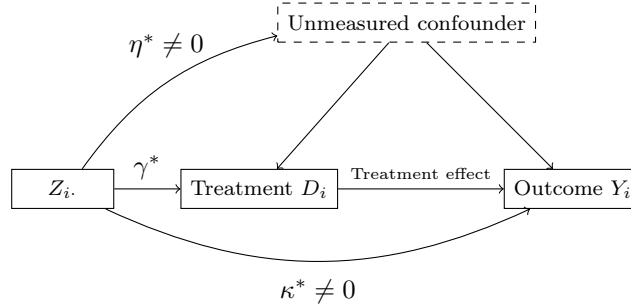 Unmeasured confounder
η* ≠ 0
γ*
Treatment effect
Z_i.
Treatment D_i
Outcome Y_i
κ* ≠ 0